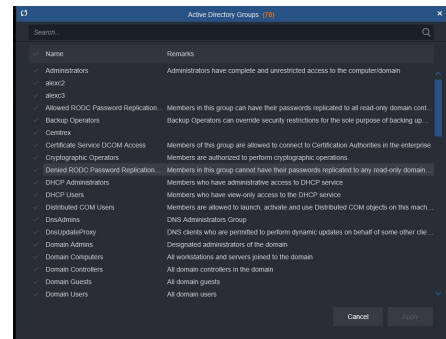 Active Directory Groups (70)
Search...
Name Remarks
Administrators Administrators have complete and unrestricted access to the computer/domain
alexc2
alexc3
Allowed RODC Password Replication... Members in this group can have their passwords replicated to all read-only domain cont...
Backup Operators Backup Operators can override security restrictions for the sole purpose of backing up...
Cemtrex
Certificate Service DCOM Access Members of this group are allowed to connect to Certification Authorities in the enterprise
Cryptographic Operators Members are authorized to perform cryptographic operations.
Denied RODC Password Replication... Members in this group cannot have their passwords replicated to any read-only domain...
DHCP Administrators Members who have administrative access to DHCP service
DHCP Users Members who have view-only access to the DHCP service
Distributed COM Users Members are allowed to launch, activate and use Distributed COM objects on this mach...
DnsAdmins DNS Administrators Group
DnsUpdateProxy DNS clients who are permitted to perform dynamic updates on behalf of some other clie...
Domain Admins Designated administrators of the domain
Domain Computers All workstations and servers joined to the domain
Domain Controllers All domain controllers in the domain
Domain Guests All domain guests
Domain Users All domain users
Cancel Apply